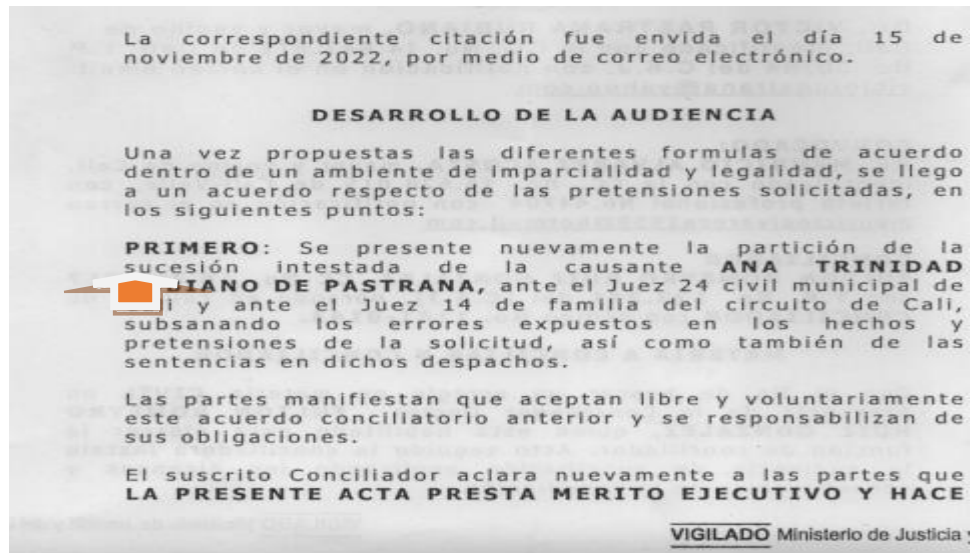 La correspondiente citación fue envida el día 15 de
noviembre de 2022, por medio de correo electrónico.
DESARROLLO DE LA AUDIENCIA
Una vez propuestas las diferentes formulas de acuerdo
dentro de un ambiente de imparcialidad y legalidad, se llego
a un acuerdo respecto de las pretensiones solicitadas, en
los siguientes puntos:
PRIMERO: Se presente nuevamente la partición de la
sucesión intestada de la causante ANA TRINIDAD
DE PASTRANA, ante el Juez 24 civil municipal de
y ante el Juez 14 de familia del circuito de Cali,
subsanando los errores expuestos en los hechos y
pretensiones de la solicitud, así como también de las
sentencias en dichos despachos.
Las partes manifiestan que aceptan libre y voluntariamente
este acuerdo conciliatorio anterior y se responsabilizan de
sus obligaciones.
El suscrito Conciliador aclara nuevamente a las partes que
LA PRESENTE ACTA PRESTA MERITO EJECUTIVO Y HACE
VIGILADO Ministerio de Justicia